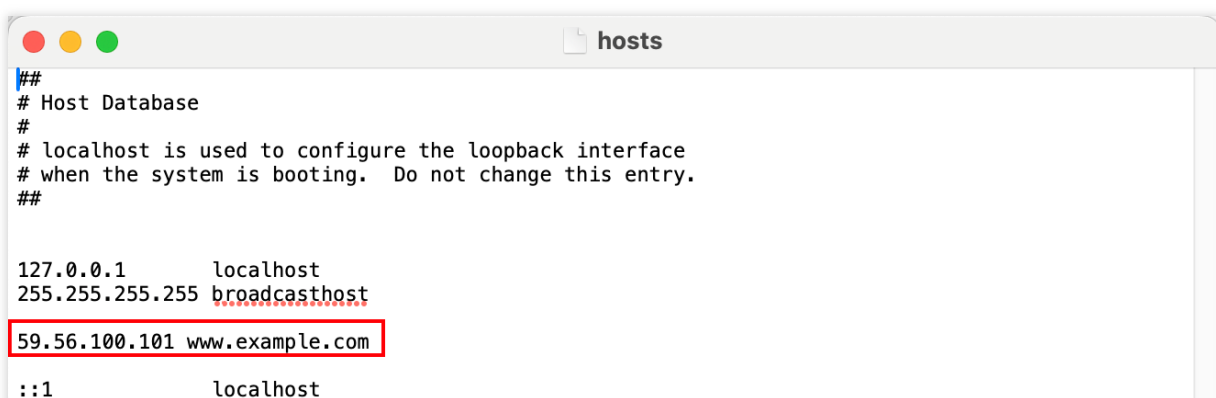 hosts
##
# Host Database
#
# localhost is used to configure the loopback interface
# when the system is booting.  Do not change this entry.
##
127.0.0.1       localhost
255.255.255.255 broadcasthost
59.56.100.101 www.example.com
::1             localhost